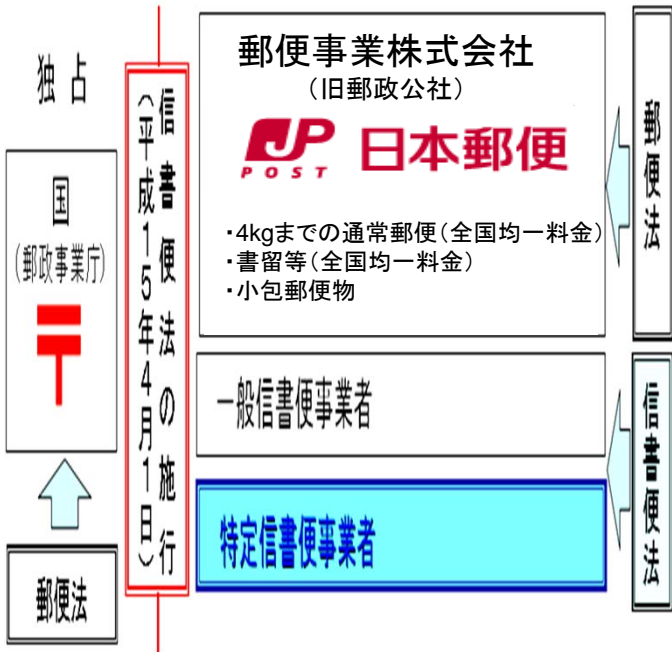 独占
国
(郵政事業庁)
〒
郵便法
信書便法の施行
(平成15年4月1日)
郵便事業株式会社
(旧郵政公社)
JP
POST
日本郵便
・4kgまでの通常郵便(全国均一料金)
・書留等(全国均一料金)
・小包郵便物
郵便法
一般信書便事業者
特定信書便事業者
信書便法